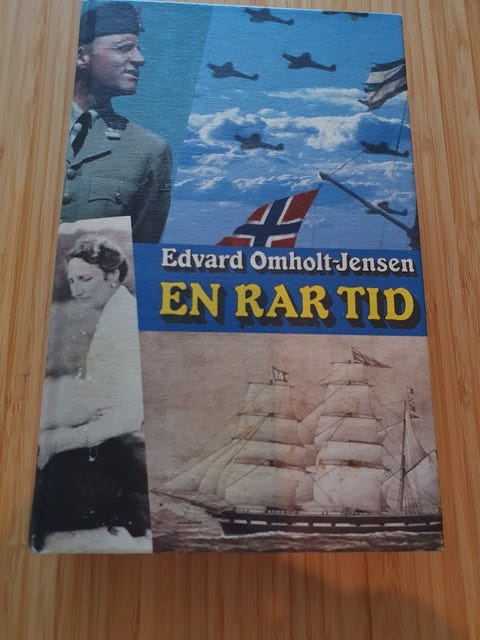 Edvard Omholt-Jensen
EN RAR TID